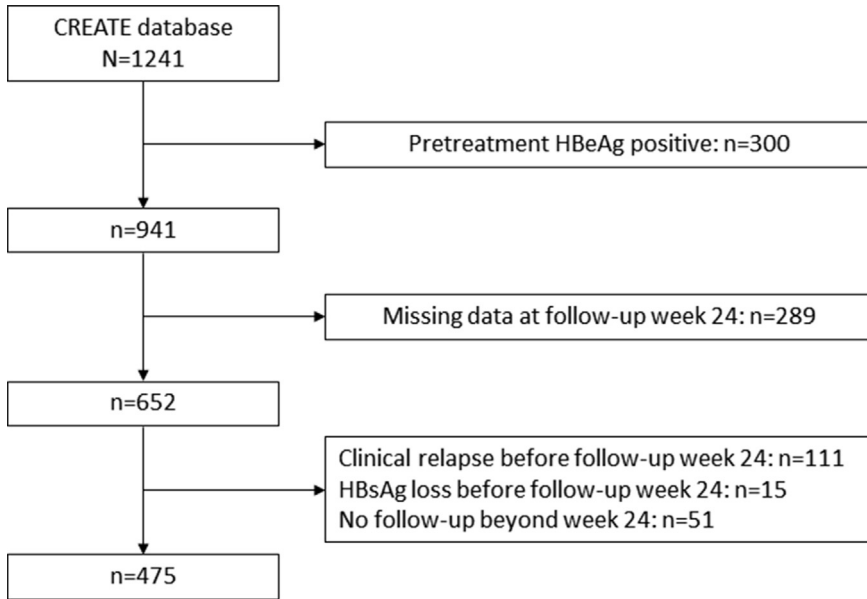 CREATE database
N=1241
Pretreatment HBeAg positive: n=300
n=941
Missing data at follow-up week 24: n=289
n=652
Clinical relapse before follow-up week 24: n=111
HBsAg loss before follow-up week 24: n=15
No follow-up beyond week 24: n=51
n=475